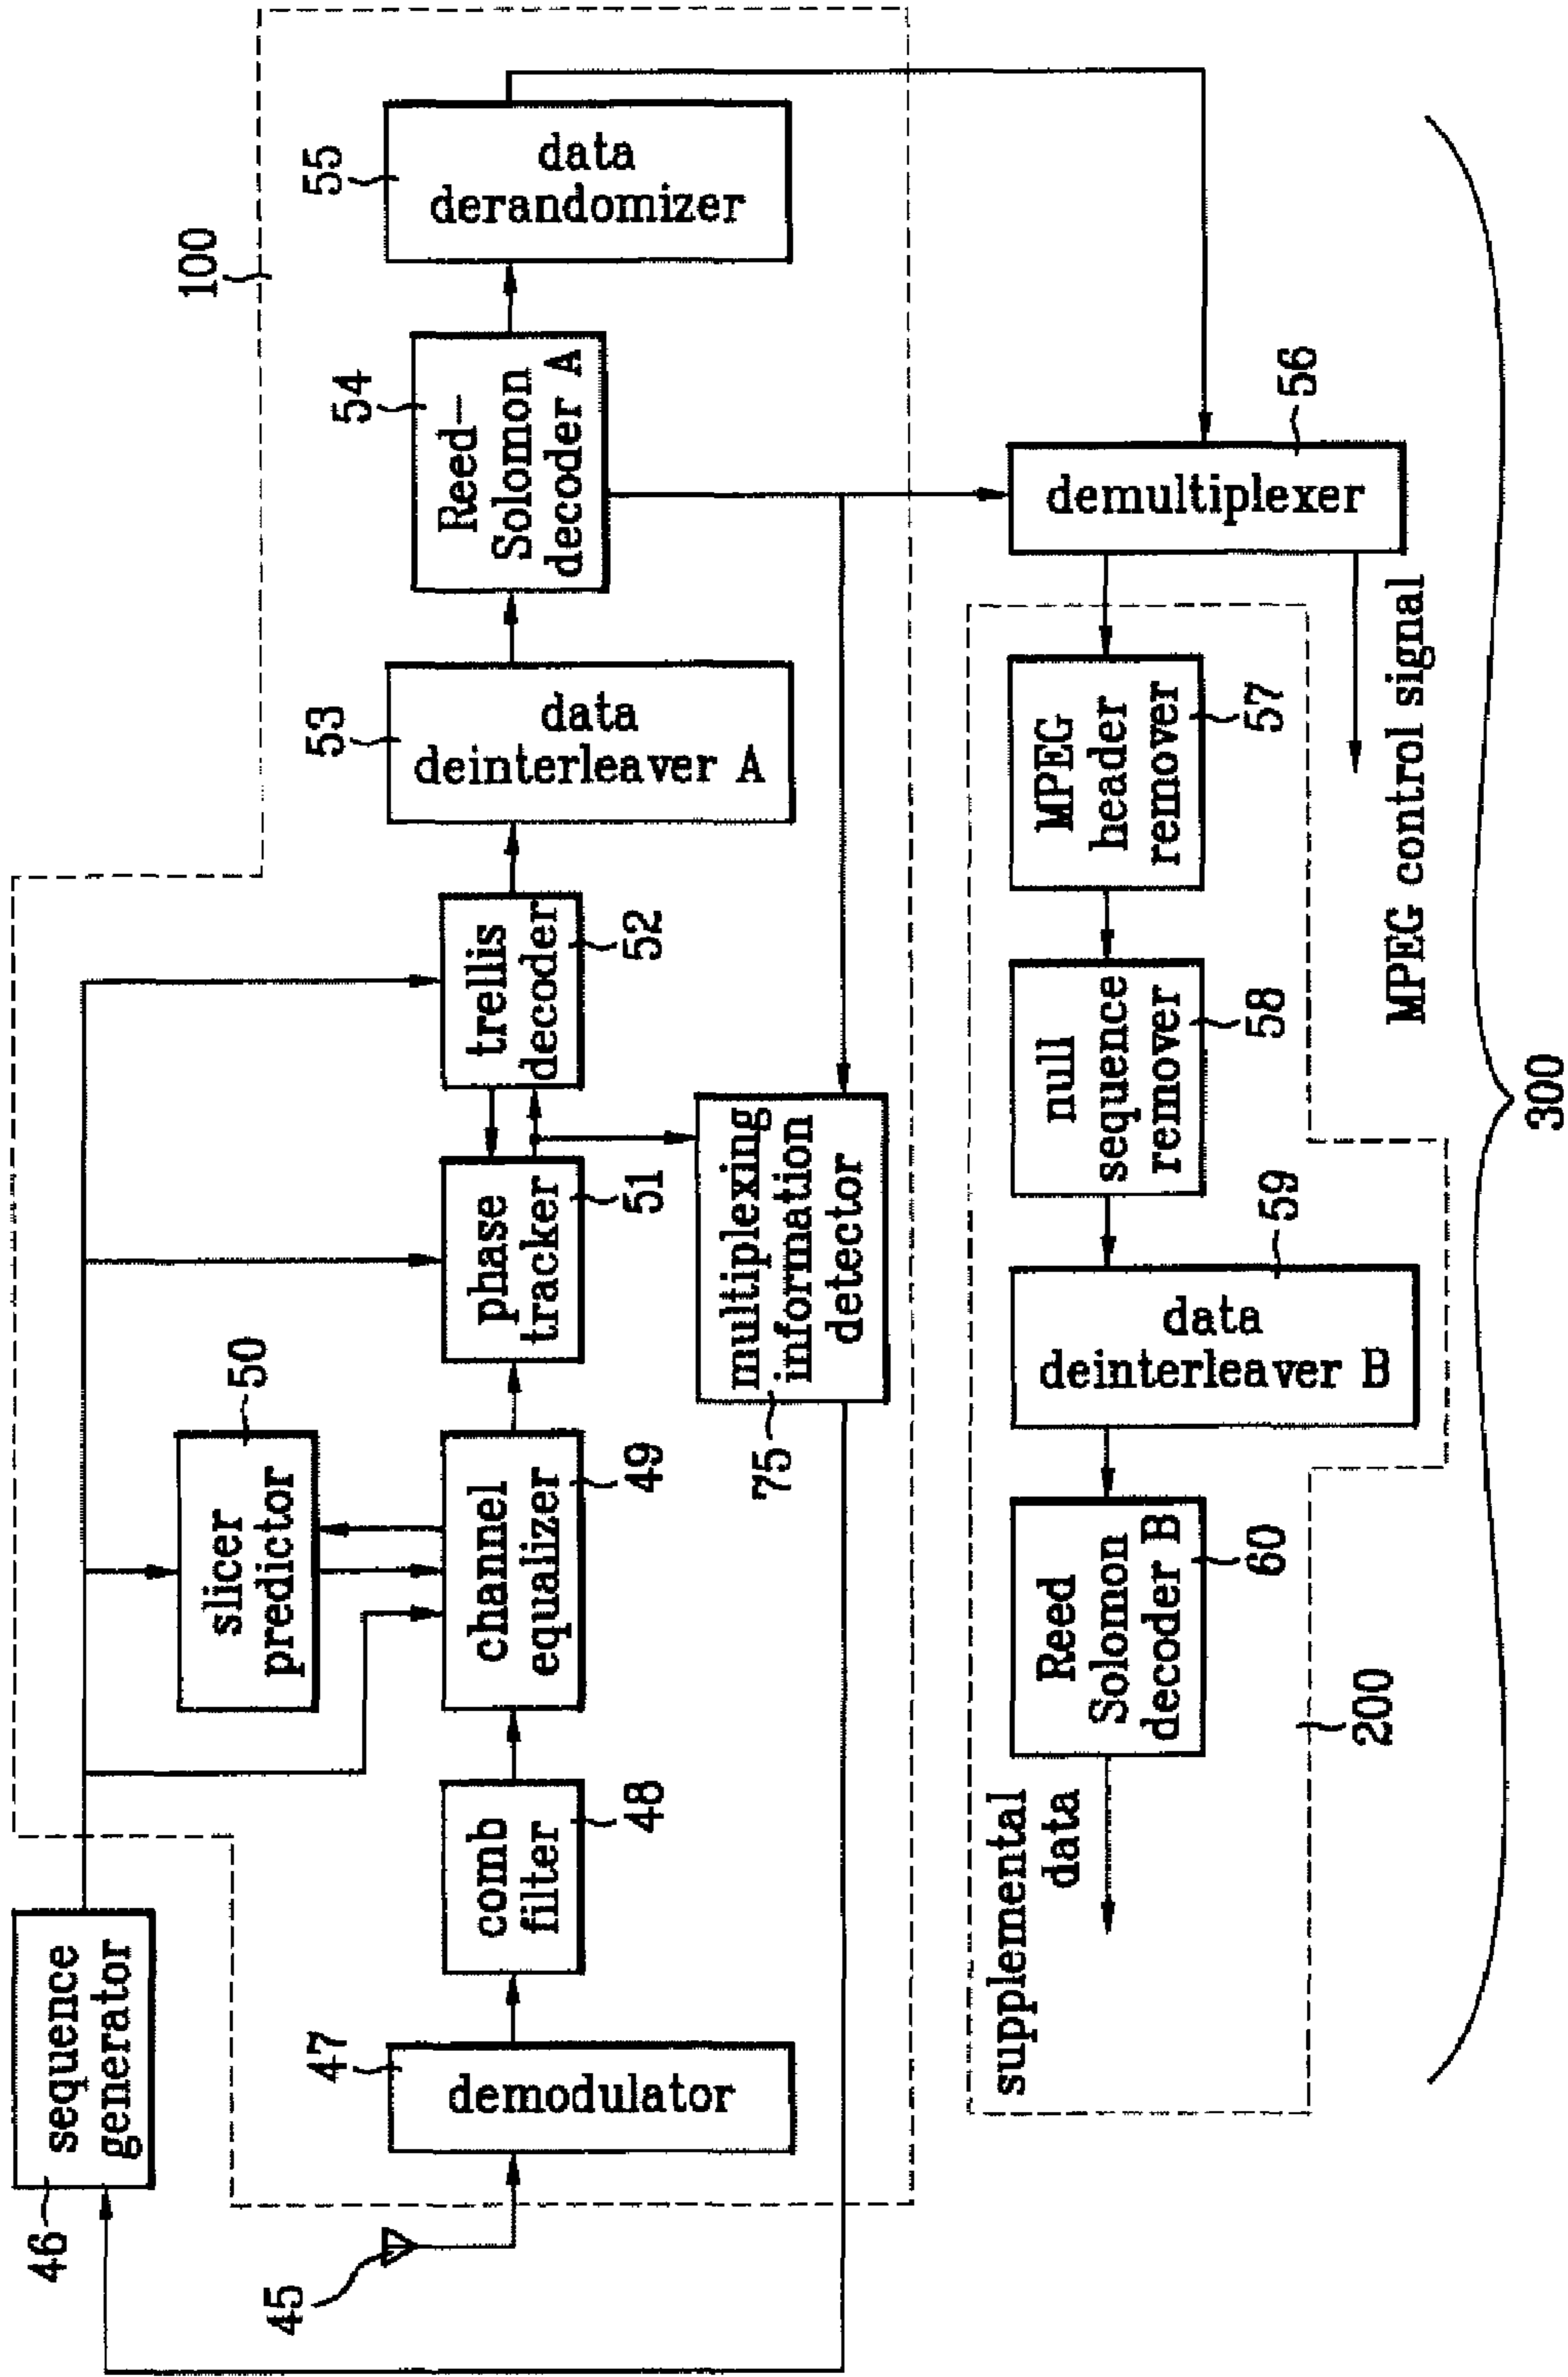 46
sequence
generator
100
slicer
predictor
50
45
47
demodulator
comb
filter
48
channel
equalizer
49
phase
tracker
51
trellis
decoder
52
53
data
deinterleaver A
54
Reed-
Solomon
decoder A
55
data
derandomizer
75
multiplexing
information
detector
supplemental
data
Reed
Solomon
decoder B
60
data
deinterleaver B
59
null
sequence
remover
58
MPEG
header
remover
57
demultiplexer
56
200
MPEG control signal
300